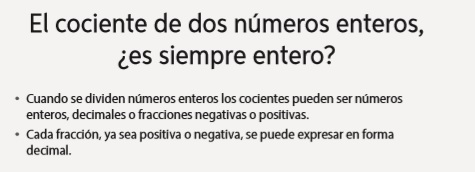 El cociente de dos números enteros,
¿es siempre entero?
• Cuando se dividen números enteros los cocientes pueden ser números
enteros, decimales o fracciones negativas o positivas.
• Cada fracción, ya sea positiva o negativa, se puede expresar en forma
decimal.